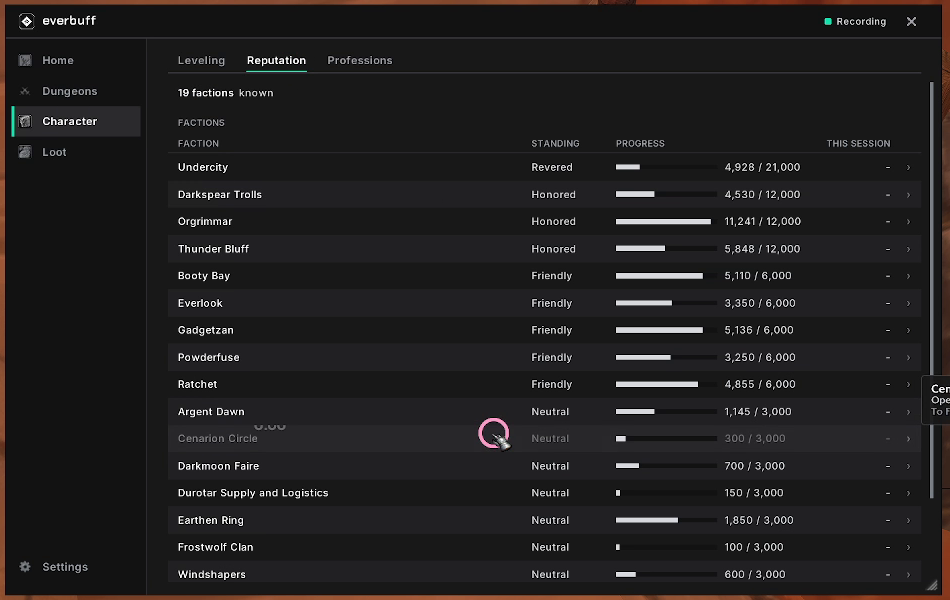 everbuff
Recording
Home
Dungeons
Character
Loot
Settings
Leveling Reputation Professions
19 factions known
FACTIONS
FACTION STANDING PROGRESS THIS SESSION
Undercity Revered 4,928 / 21,000 - ›
Darkspear Trolls Honored 4,530 / 12,000 - ›
Orgrimmar Honored 11,241 / 12,000 - ›
Thunder Bluff Honored 5,848 / 12,000 - ›
Booty Bay Friendly 5,110 / 6,000 - ›
Everlook Friendly 3,350 / 6,000 - ›
Gadgetzan Friendly 5,136 / 6,000 - ›
Powderfuse Friendly 3,250 / 6,000 - ›
Ratchet Friendly 4,855 / 6,000 - ›
Argent Dawn Neutral 1,145 / 3,000 - ›
Cenarion Circle Neutral 300 / 3,000 - ›
Darkmoon Faire Neutral 700 / 3,000 - ›
Durotar Supply and Logistics Neutral 150 / 3,000 - ›
Earthen Ring Neutral 1,850 / 3,000 - ›
Frostwolf Clan Neutral 100 / 3,000 - ›
Windshapers Neutral 600 / 3,000 - ›
Cen
Ope
To F